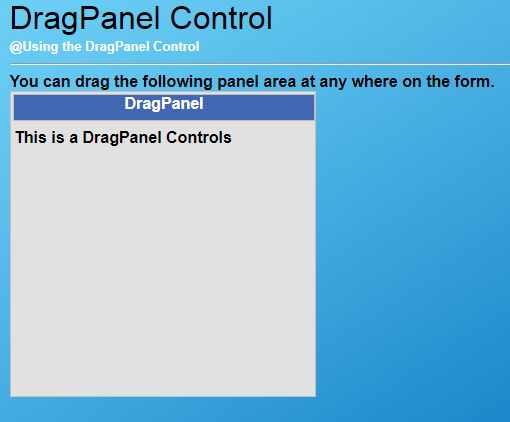 DragPanel Control
@Using the DragPanel Control
You can drag the following panel area at any where on the form.
DragPanel
This is a DragPanel Controls